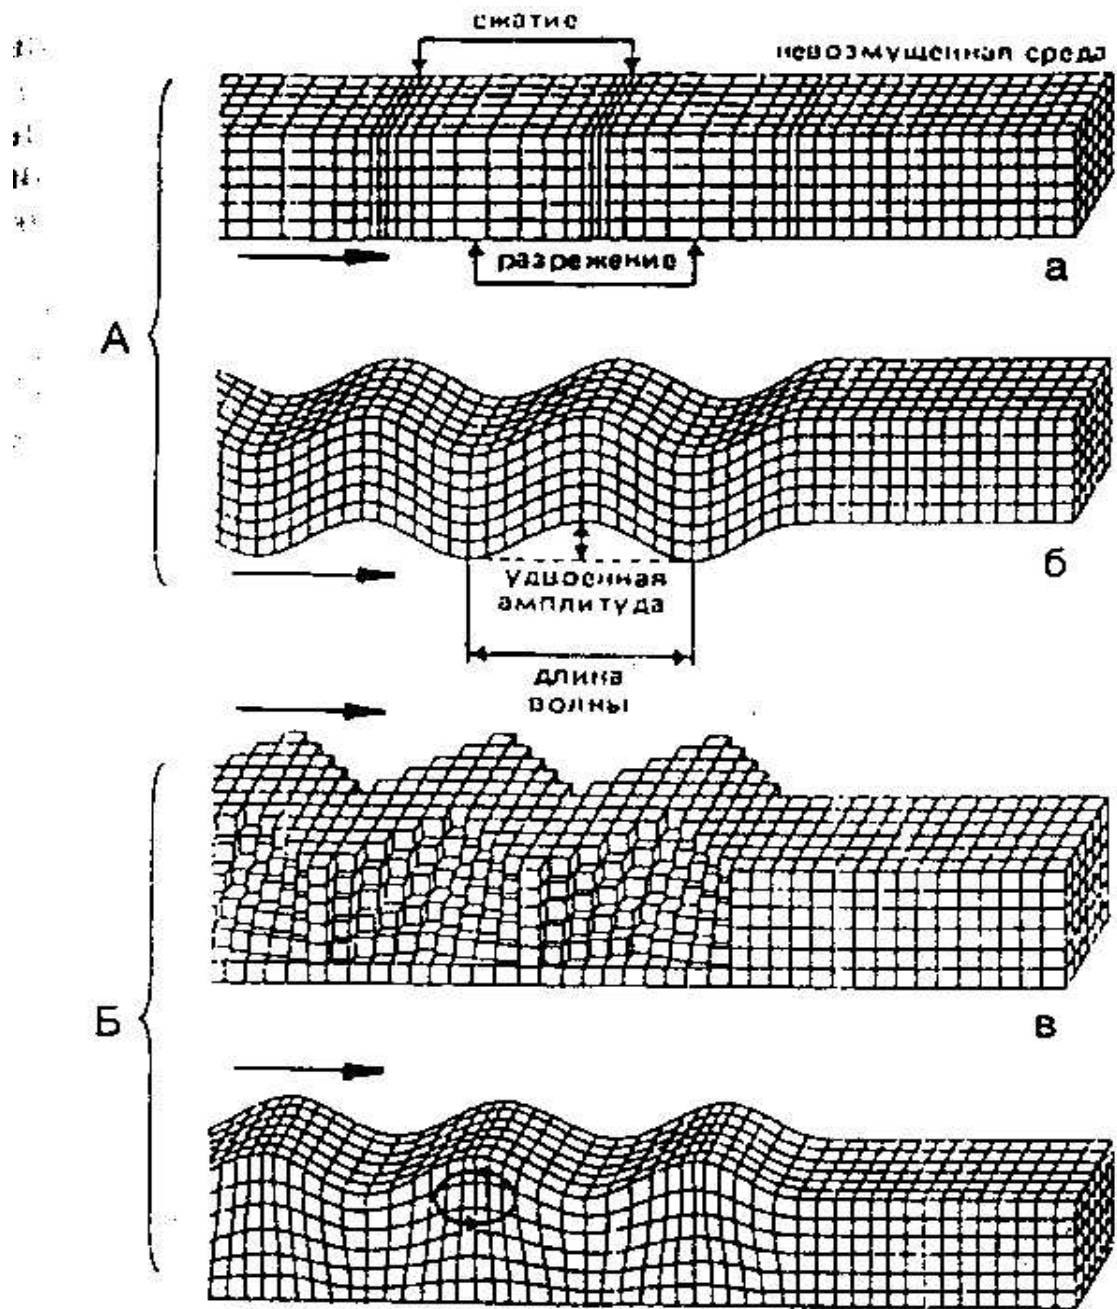 сжатие
невозмущенная среда
разрежение
а
А
б
удвоенная
амплитуда
длина
волны
Б
в